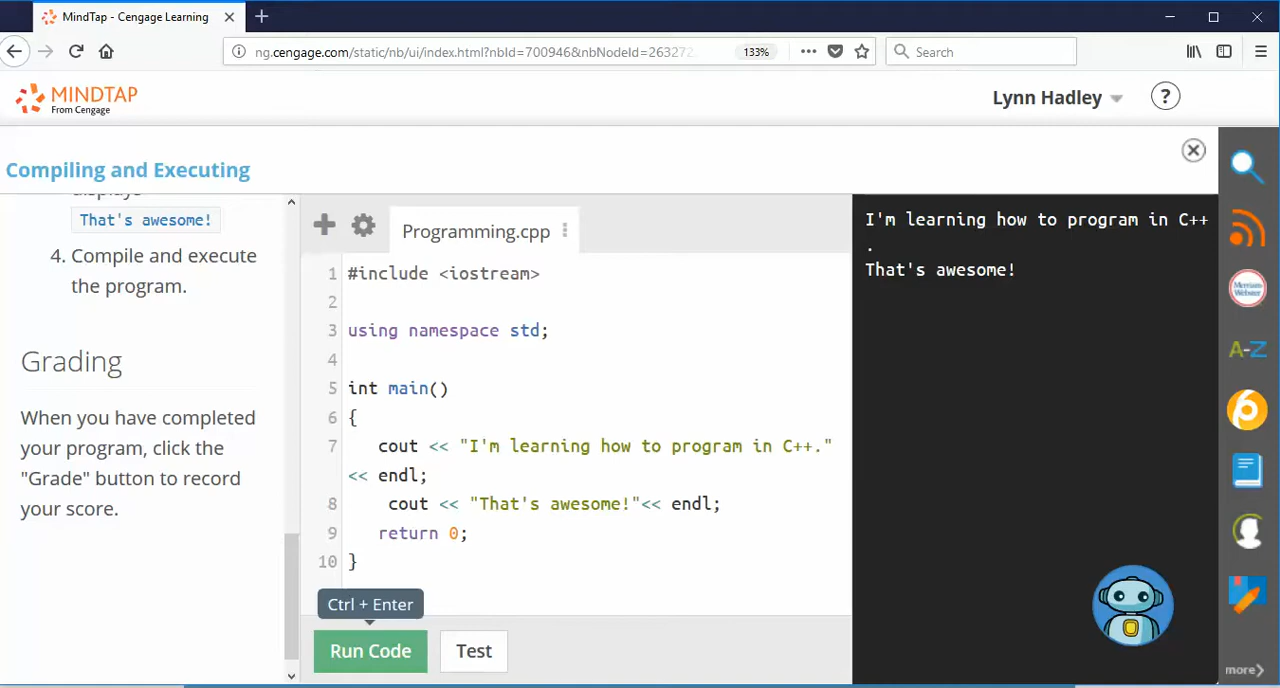 MindTap - Cengage Learning
ng.cengage.com/static/nb/ui/index.html?nbId=700946&nbNodeId=263272
133%
Search
MINDTAP
From Cengage
Lynn Hadley
?
Compiling and Executing
That's awesome!
4. Compile and execute
the program.
Grading
When you have completed
your program, click the
"Grade" button to record
your score.
Programming.cpp
1 #include <iostream>
2
3 using namespace std;
4
5 int main()
6 {
7 cout << "I'm learning how to program in C++."
<< endl;
8 cout << "That's awesome!"<< endl;
9 return 0;
10 }
Ctrl + Enter
Run Code
Test
I'm learning how to program in C++
.
That's awesome!
Merriam
Webster
A-Z
more